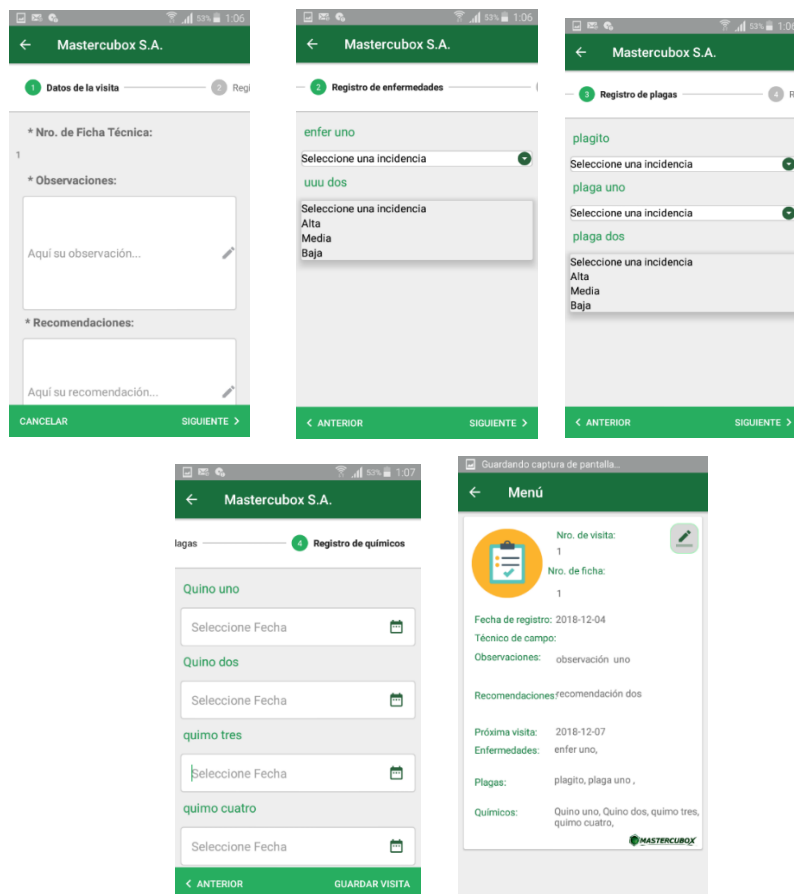 53% 1:06
Mastercubox S.A.
1 Datos de la visita 2 Regi
* Nro. de Ficha Técnica:
1
* Observaciones:
Aquí su observación...
* Recomendaciones:
Aquí su recomendación...
CANCELAR SIGUIENTE >
53% 1:06
Mastercubox S.A.
2 Registro de enfermedades
enfer uno
Seleccione una incidencia
uuu dos
Seleccione una incidencia
Alta
Media
Baja
< ANTERIOR SIGUIENTE >
53% 1:06
Mastercubox S.A.
3 Registro de plagas 4 R
plagito
Seleccione una incidencia
plaga uno
Seleccione una incidencia
plaga dos
Seleccione una incidencia
Alta
Media
Baja
< ANTERIOR SIGUIENTE >
53% 1:07
Mastercubox S.A.
lagas 4 Registro de químicos
Quino uno
Seleccione Fecha
Quino dos
Seleccione Fecha
quimo tres
Seleccione Fecha
quimo cuatro
Seleccione Fecha
< ANTERIOR GUARDAR VISITA
Guardando captura de pantalla...
Menú
Nro. de visita:
1
Nro. de ficha:
1
Fecha de registro: 2018-12-04
Técnico de campo:
Observaciones: observación uno
Recomendaciones: recomendación dos
Próxima visita: 2018-12-07
Enfermedades: enfer uno,
Plagas: plagito, plaga uno ,
Químicos: Quino uno, Quino dos, quimo tres,
quimo cuatro,
MASTERCUBOX